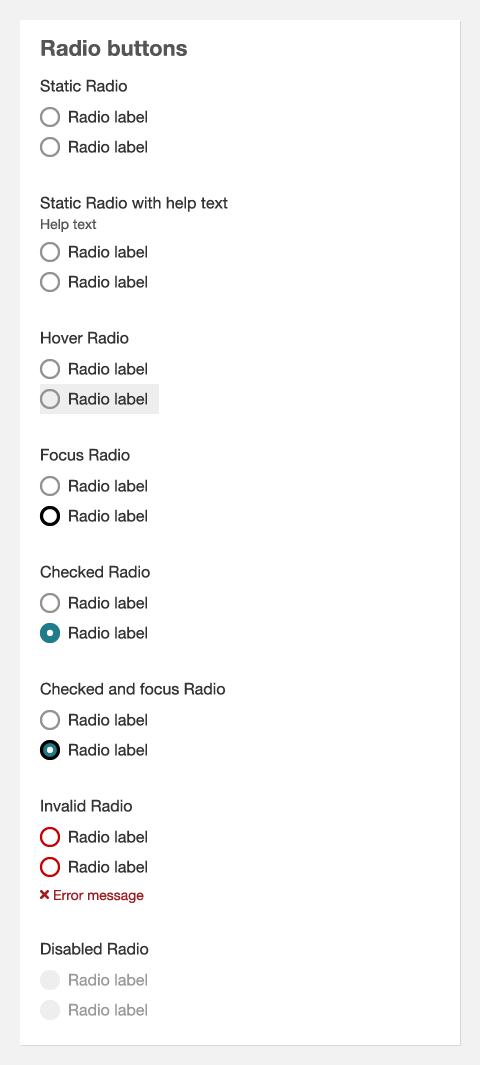 Radio buttons
Static Radio
Radio label
Radio label
Static Radio with help text
Help text
Radio label
Radio label
Hover Radio
Radio label
Radio label
Focus Radio
Radio label
Radio label
Checked Radio
Radio label
Radio label
Checked and focus Radio
Radio label
Radio label
Invalid Radio
Radio label
Radio label
Error message
Disabled Radio
Radio label
Radio label